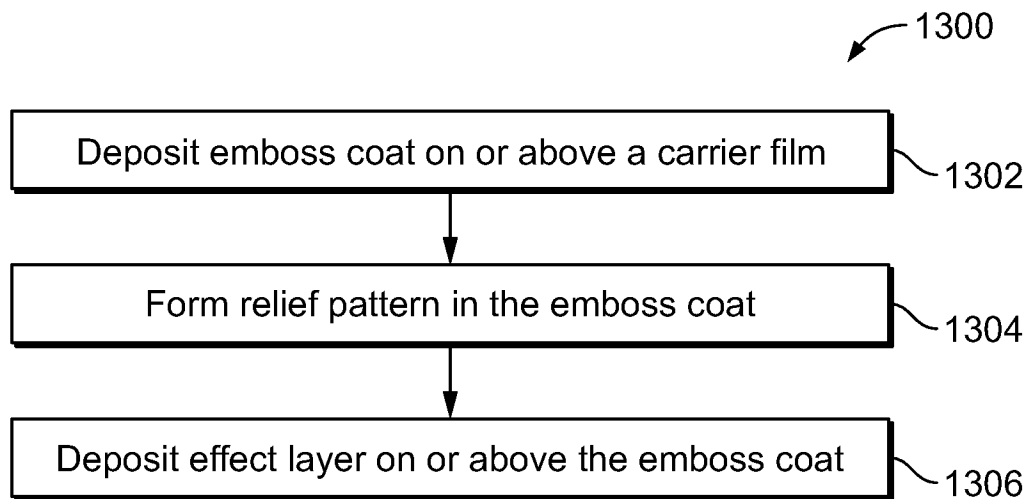 1300
Deposit emboss coat on or above a carrier film
1302
Form relief pattern in the emboss coat
1304
Deposit effect layer on or above the emboss coat
1306